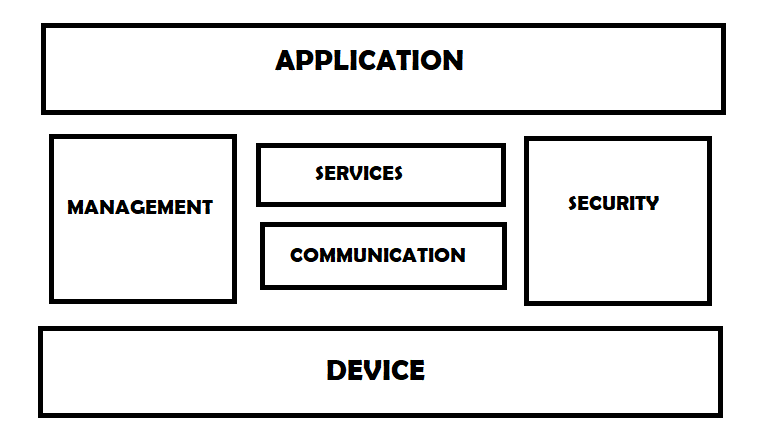 APPLICATION
MANAGEMENT
SERVICES
COMMUNICATION
SECURITY
DEVICE